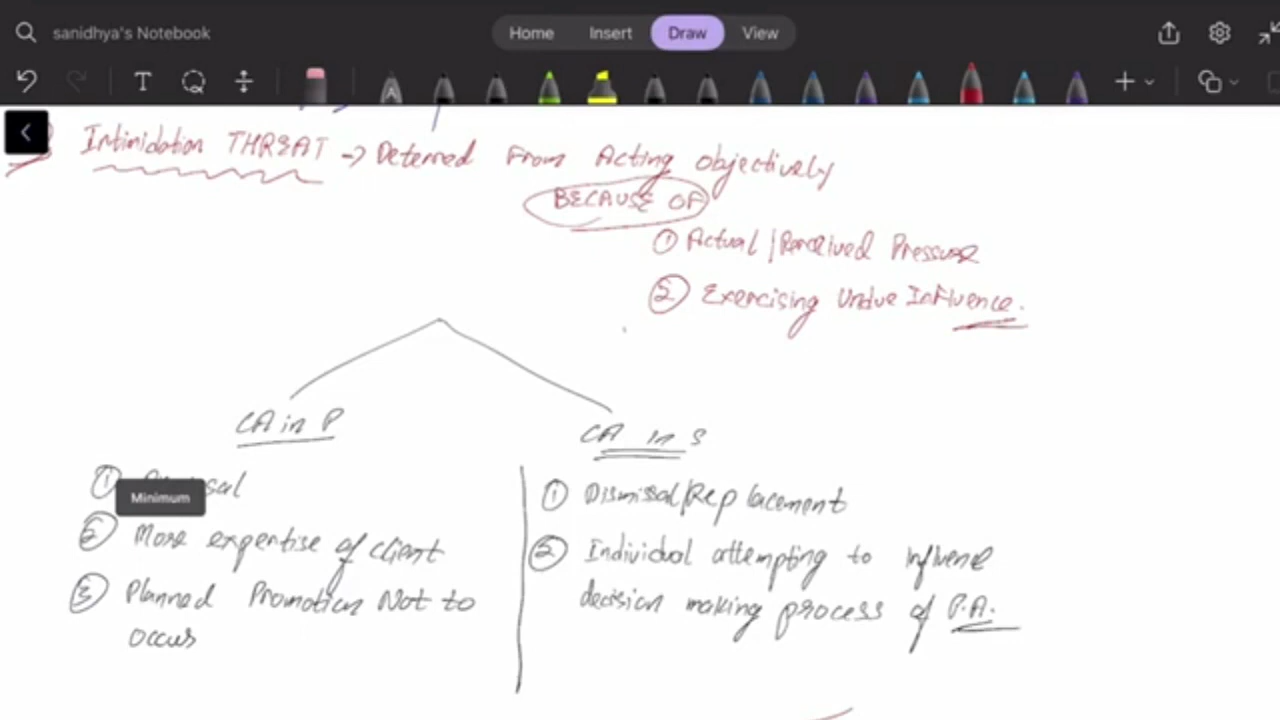 sanidhya's Notebook
Home Insert Draw View
Intimidation THREAT -> Deterred From Acting Objectively
BECAUSE OF
① Actual / Perceived Pressure
② Exercising Undue Influence.
CA in P
CA in S
①
Minimum
② More expertise of client
③ Planned Promotion Not to
occur
① Dismissal/Replacement
② Individual attempting to influence
decision making process of P.A.